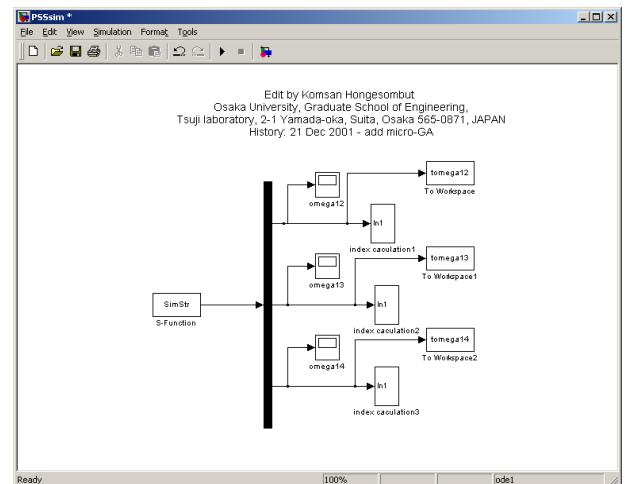 PSSsim *
File Edit View Simulation Format Tools
Edit by Komsan Hongesombut
Osaka University, Graduate School of Engineering,
Tsuji laboratory, 2-1 Yamada-oka, Suita, Osaka 565-0871, JAPAN
History: 21 Dec 2001 - add micro-GA
omega12
tomega12
To Workspace
In1
index caculation1
omega13
tomega13
To Workspace1
SimStr
S-Function
In1
index caculation2
omega14
tomega14
To Workspace2
In1
index caculation3
Ready 100% ode1